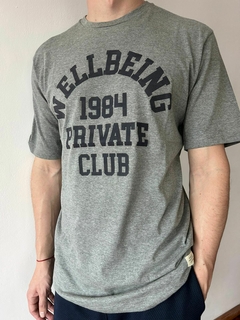 WELLBEING
1984
PRIVATE
CLUB